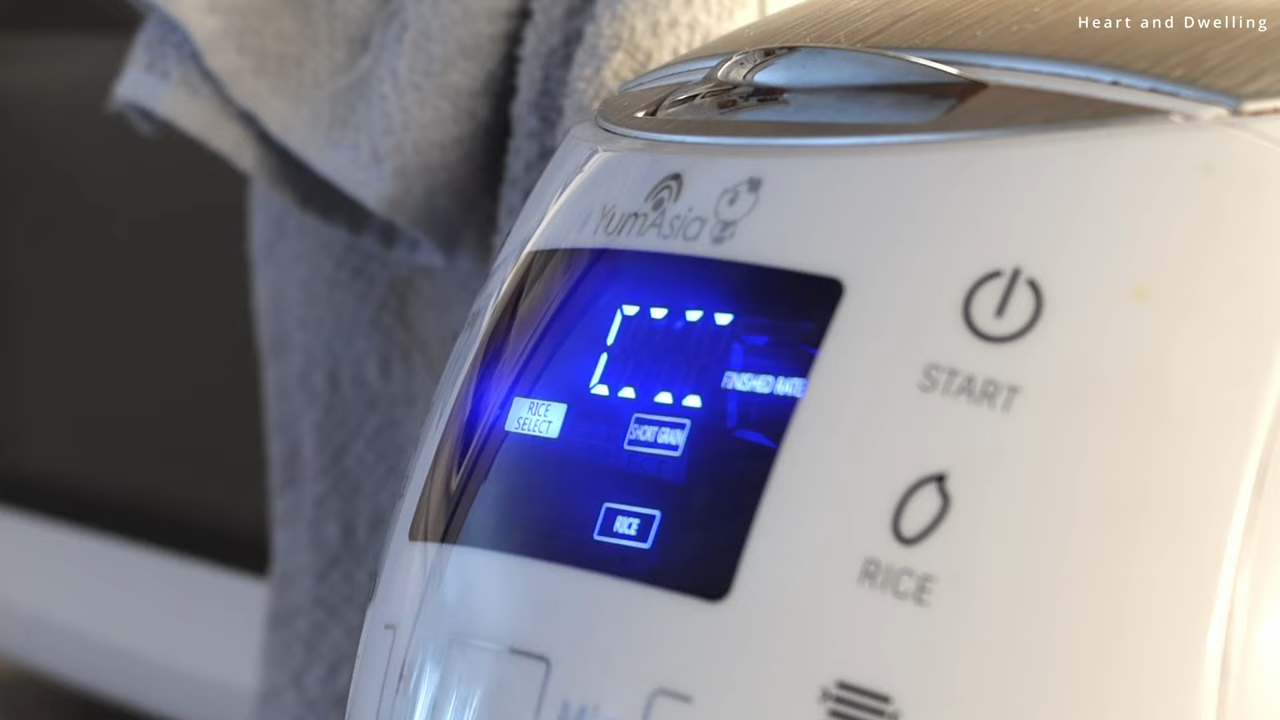 Heart and Dwelling
YumAsia
FINISHED RATE
RICE
SELECT
SHORT GRAIN
RICE
START
RICE